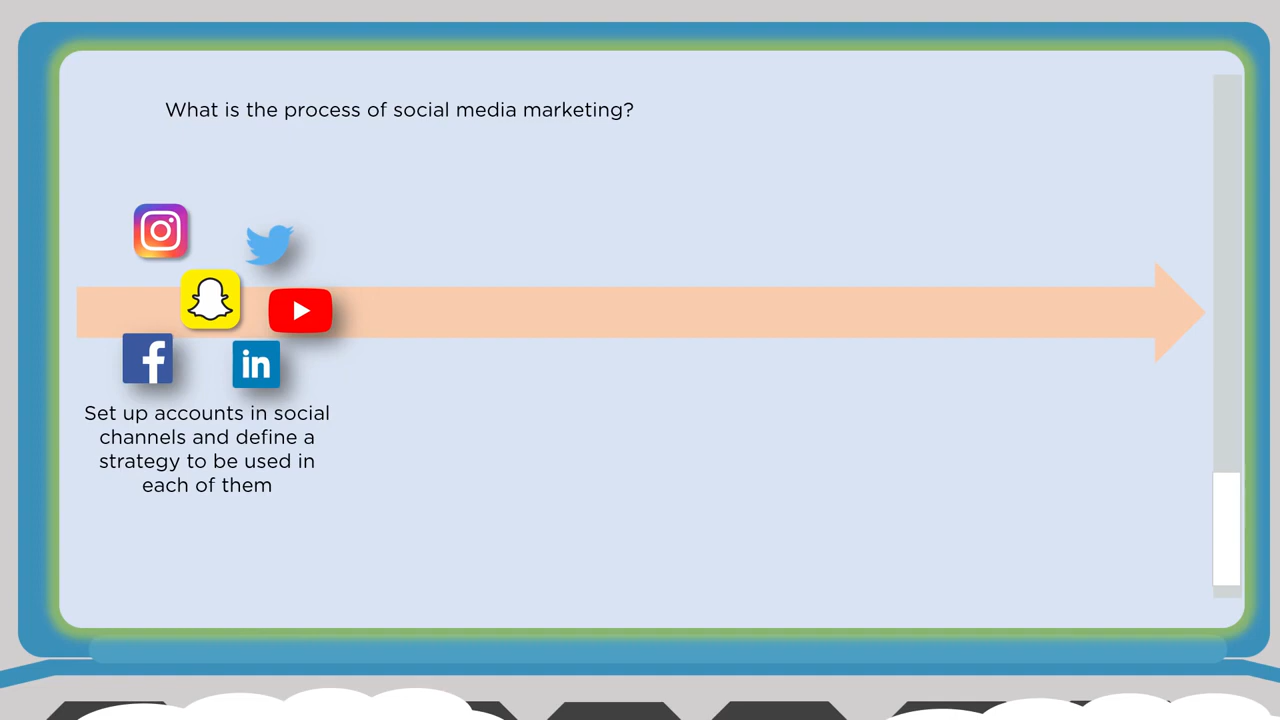 What is the process of social media marketing?
in
Set up accounts in social
channels and define a
strategy to be used in
each of them